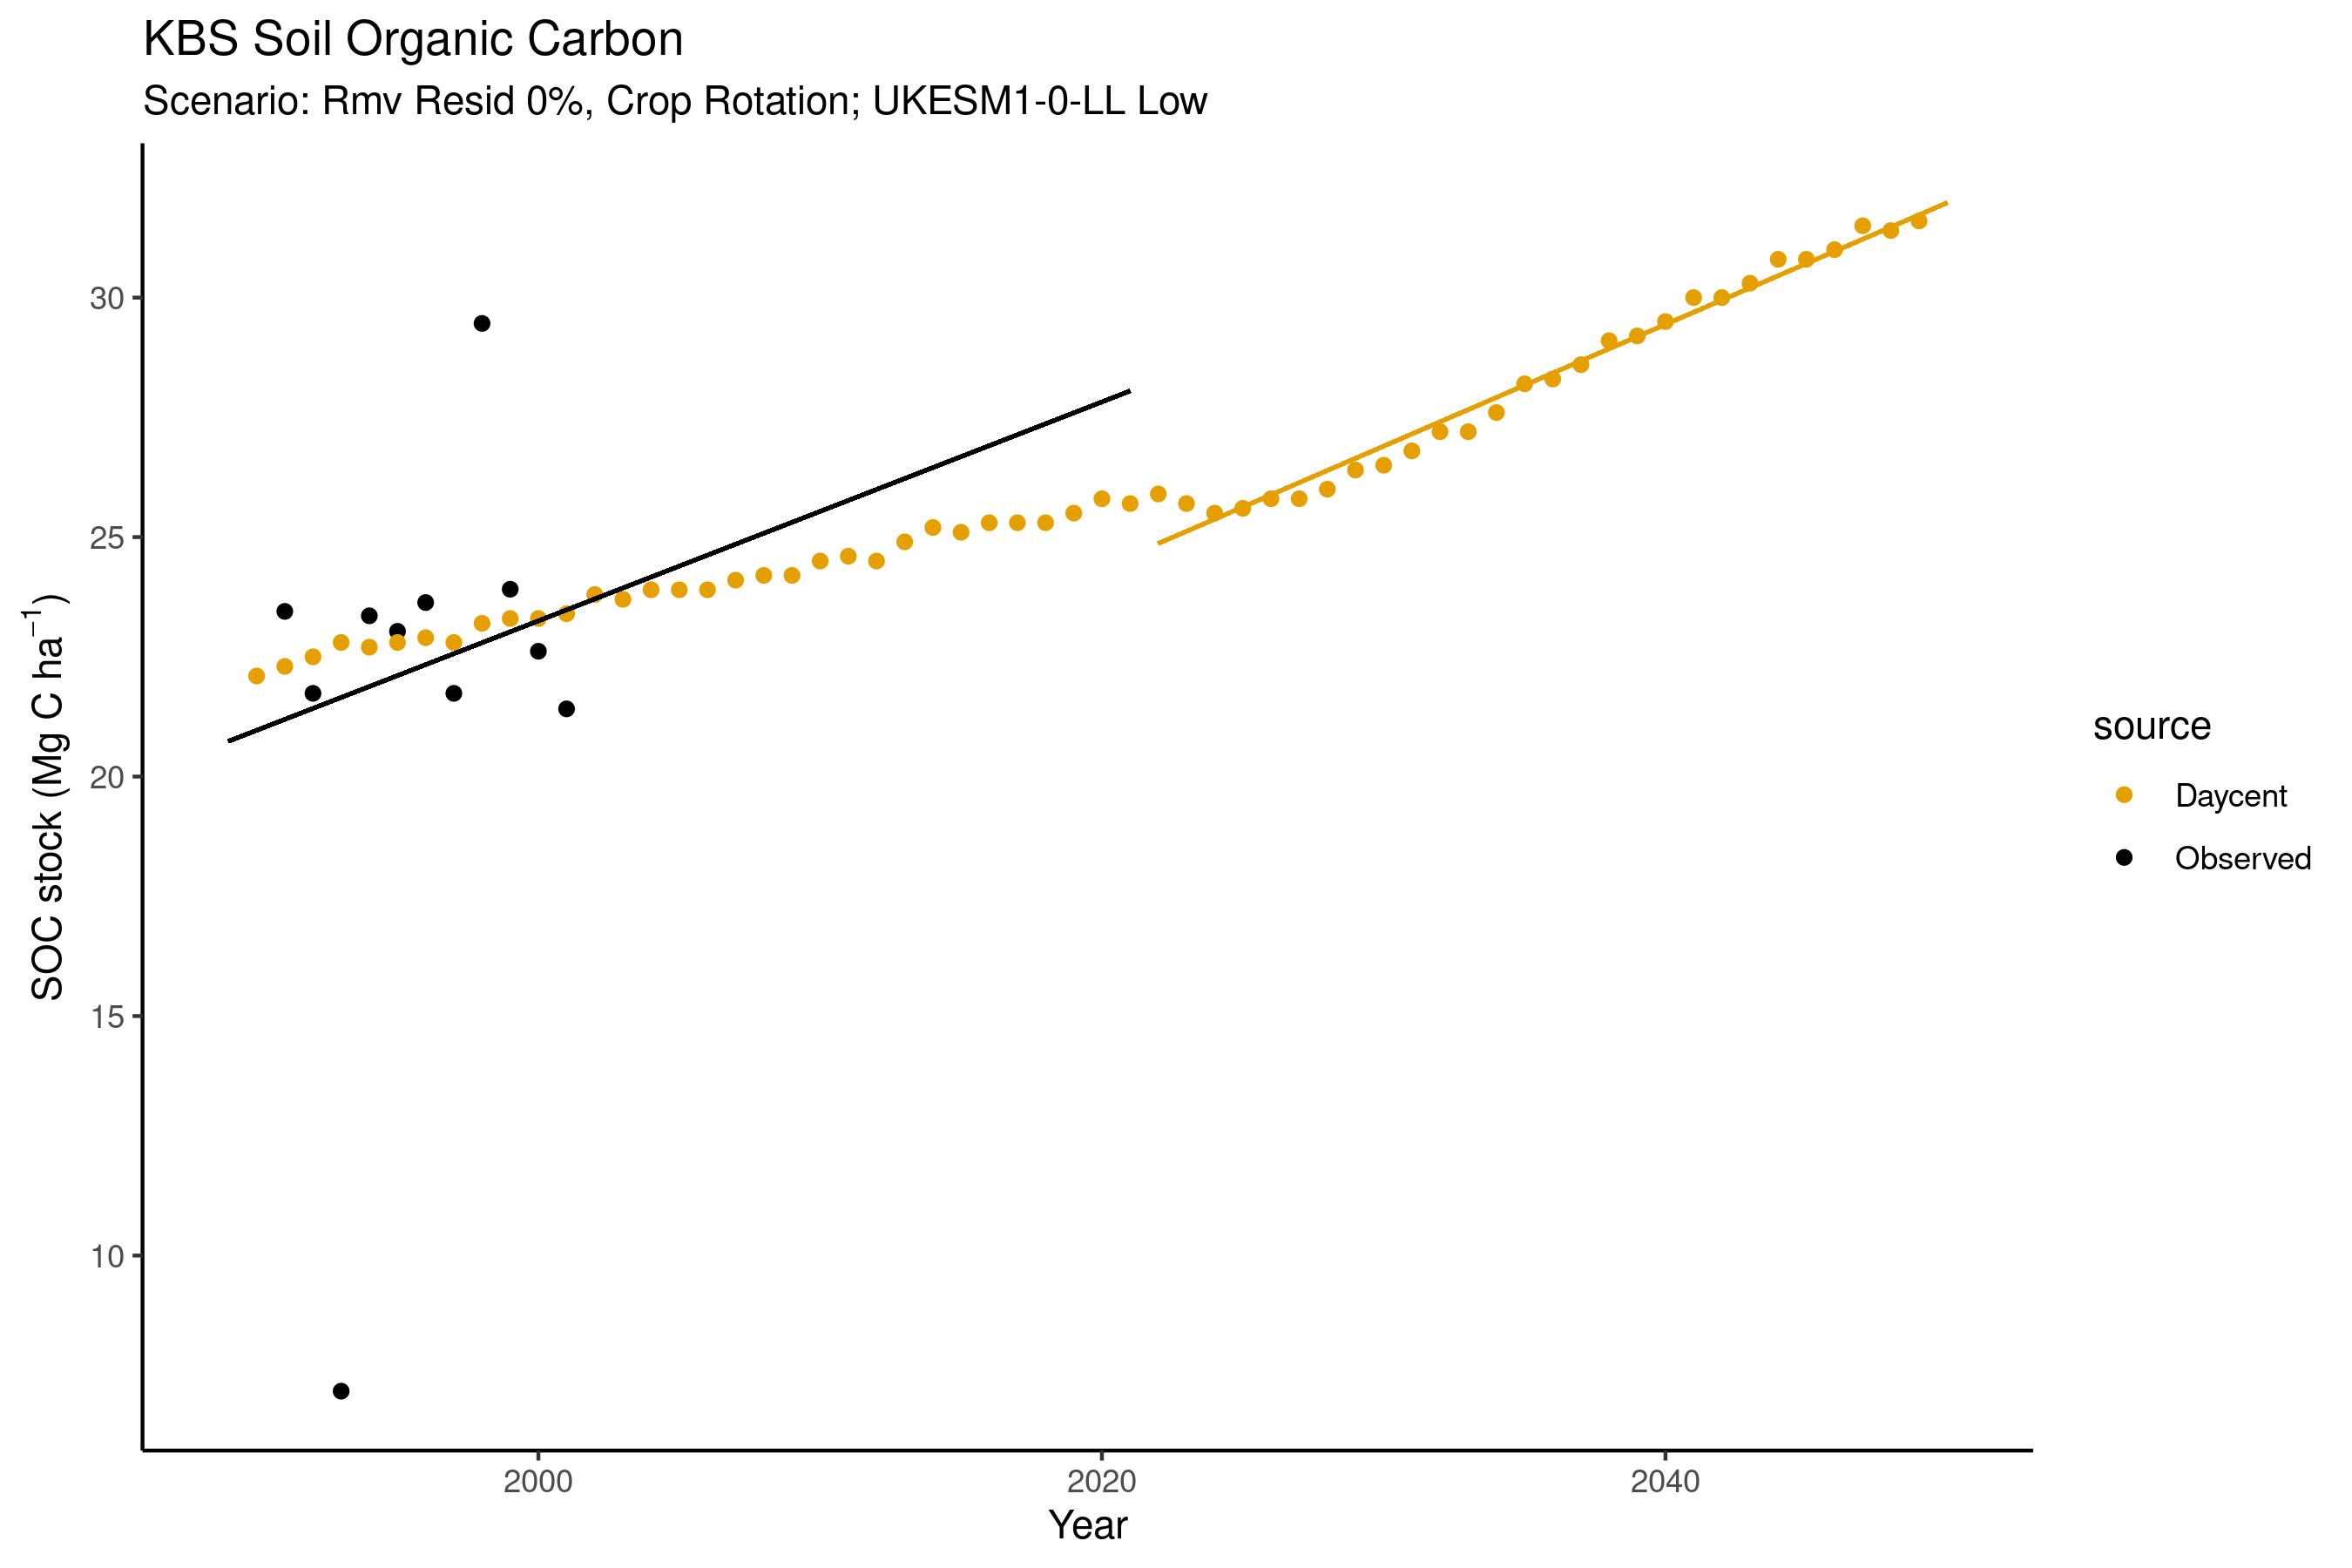 KBS Soil Organic Carbon
Scenario: Rmv Resid 0%, Crop Rotation; UKESM1-0-LL Low
SOC stock (Mg C ha⁻¹)
30
25
20
15
10
2000
2020
2040
Year
source
Daycent
Observed